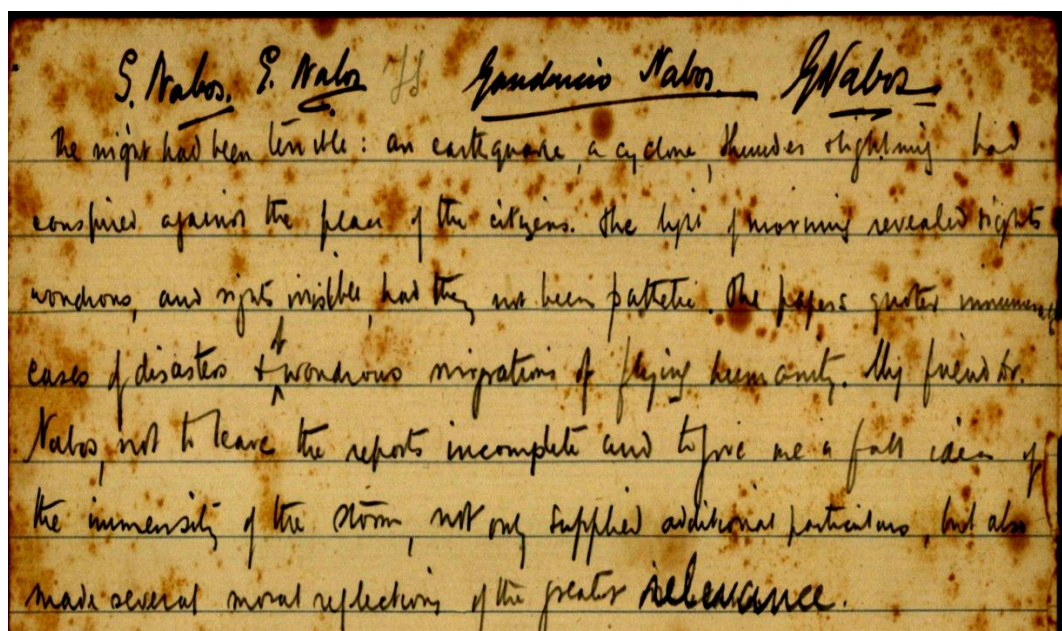 G. Nabos. G. Nabos Gaudencio Nabos. GNabos
The night had been terrible: an earthquake, a cyclone, thunder & lightning had
conspired against the peace of the citizens. The light of morning revealed sights
wondrous, and sights risible, had they not been pathetic. The papers quoted
cases of disasters & of wondrous migrations of flying humanity. My friend Dr.
Nabos, not to leave the reports incomplete and to give me a full idea of
the immensity of the storm, not only supplied additional particulars, but also
made several moral reflections of the greatest